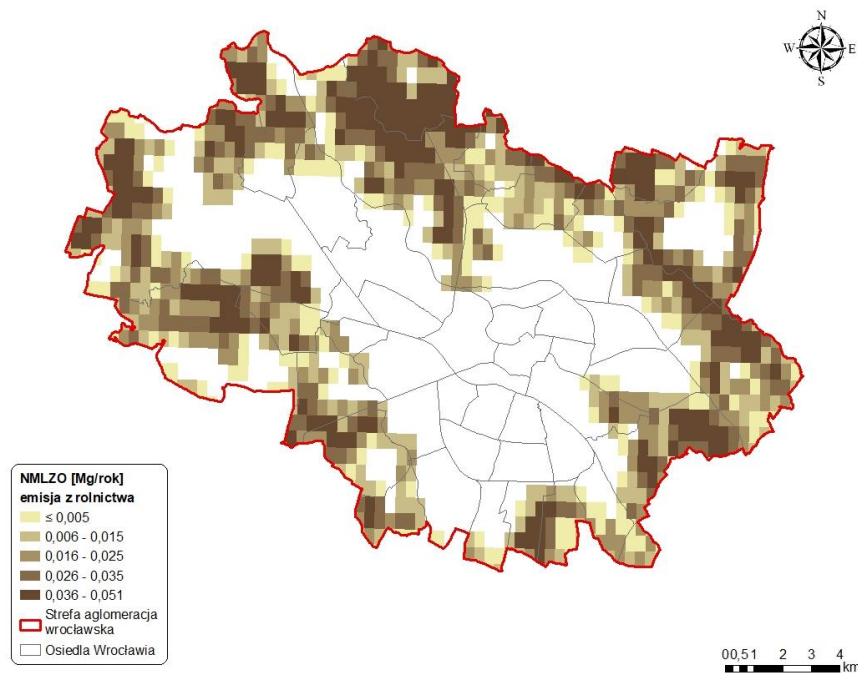 N
W E
S
NMLZO [Mg/rok]
emisja z rolnictwa
≤ 0,005
0,006 - 0,015
0,016 - 0,025
0,026 - 0,035
0,036 - 0,051
Strefa aglomeracja
wrocławska
Osiedla Wrocławia
00,51 2 3 4
km